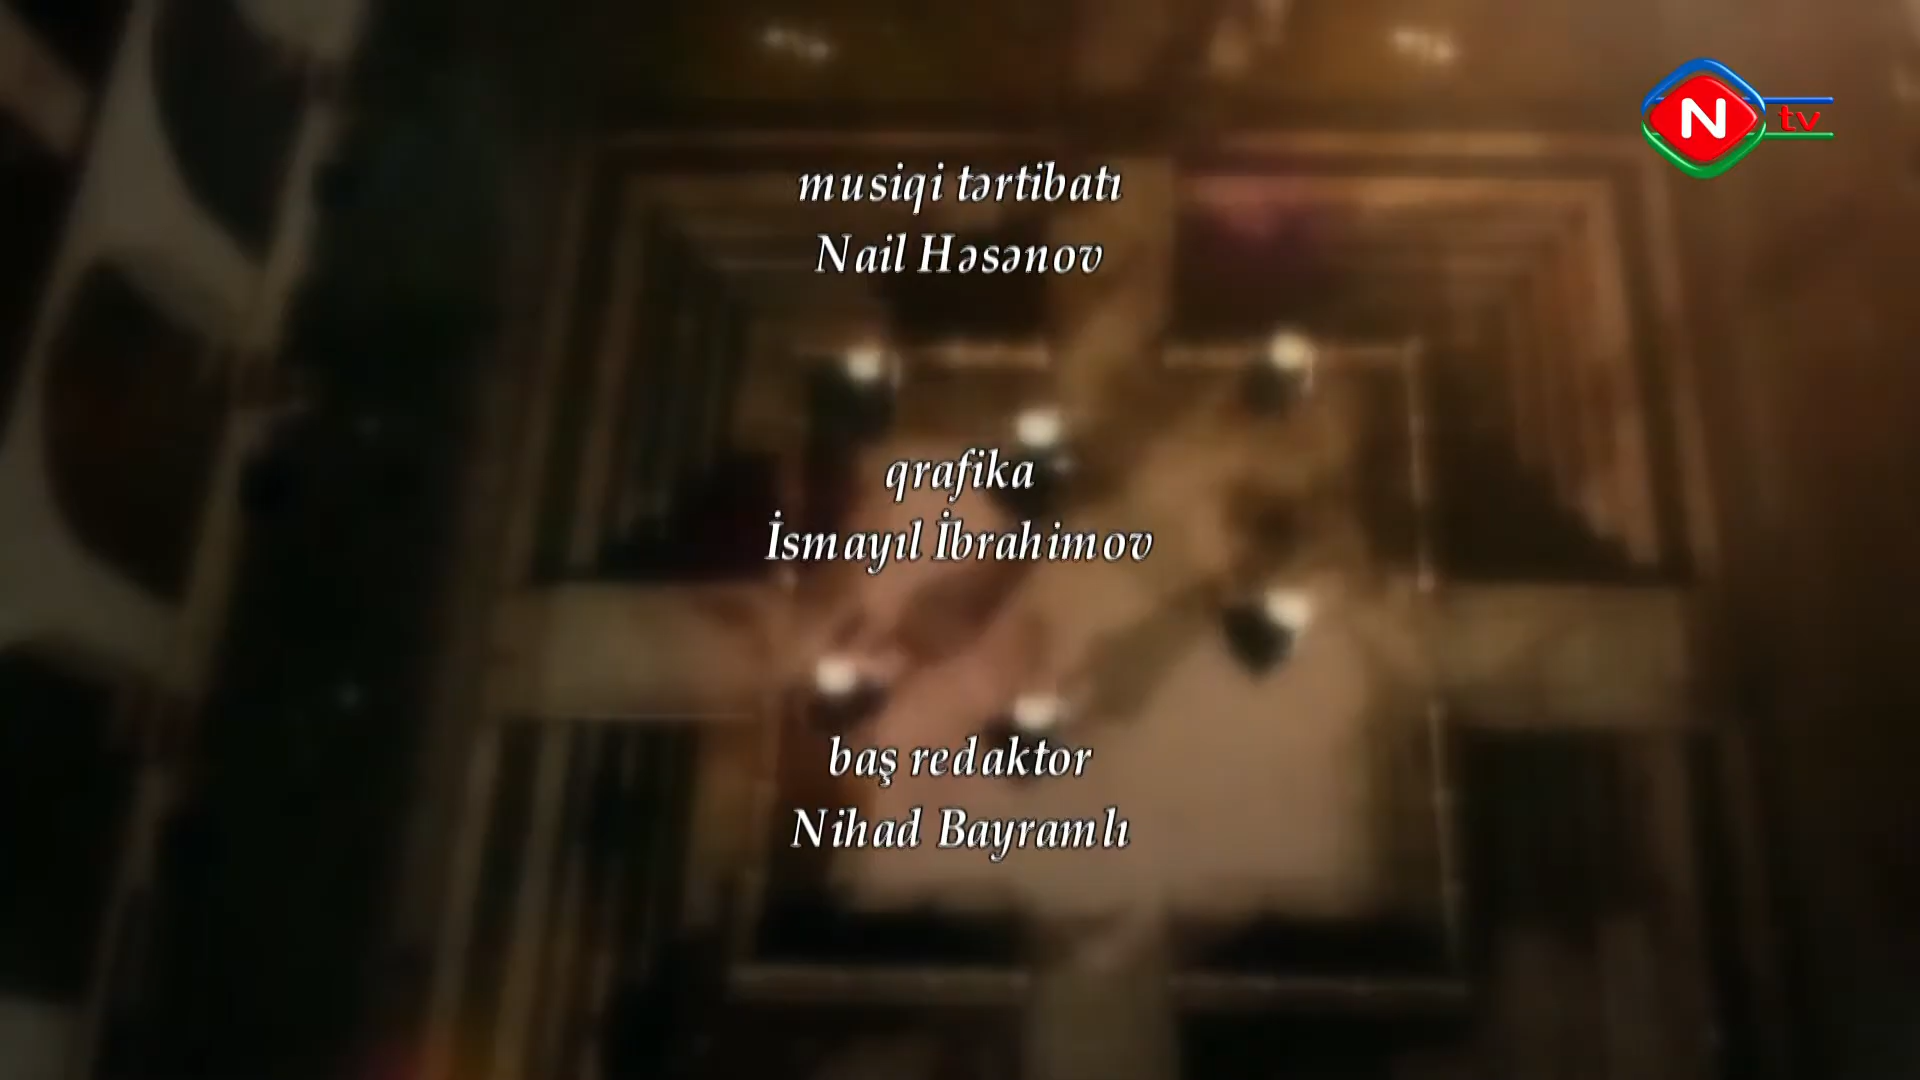 N tv
musiqi tərtibatı
Nail Həsənov
qrafika
İsmayıl İbrahimov
baş redaktor
Nihad Bayramlı